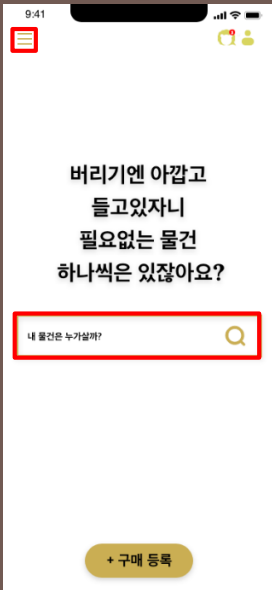 9:41
버리기엔 아깝고
들고있자니
필요없는 물건
하나씩은 있잖아요?
내 물건은 누가살까?
+ 구매 등록